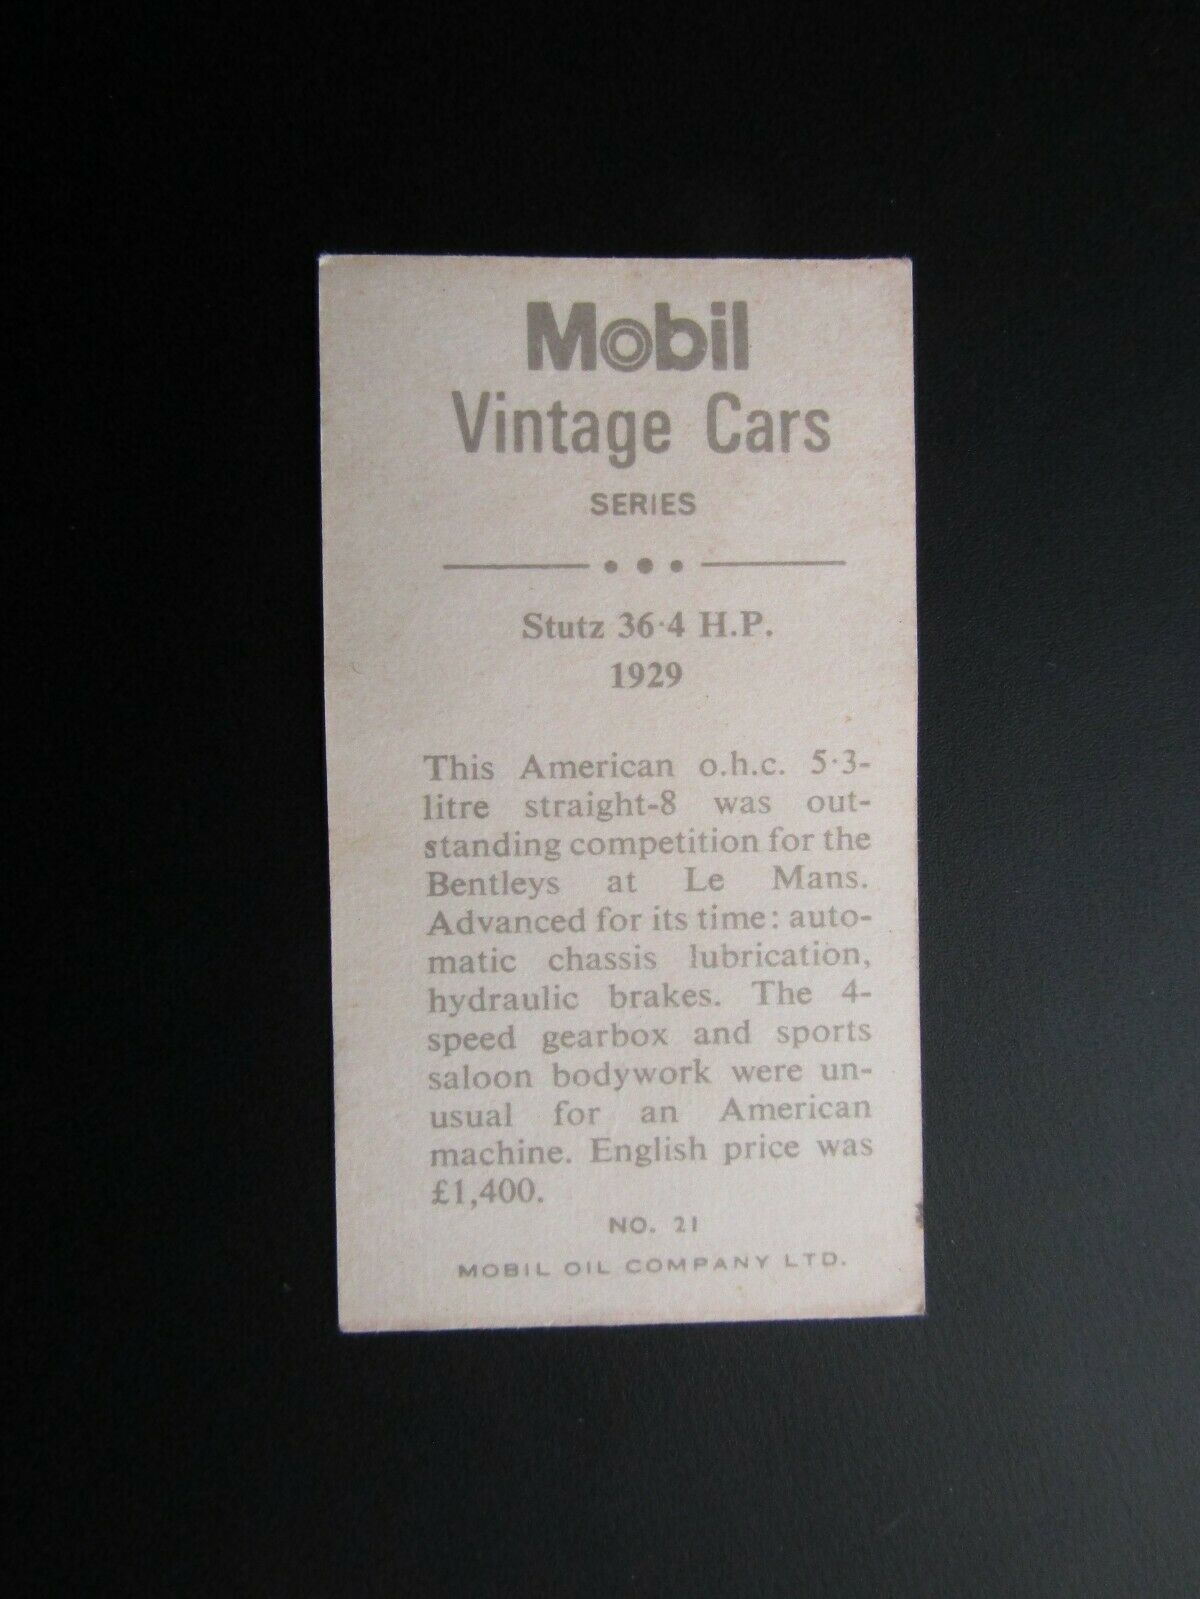 Mobil
Vintage Cars
SERIES
Stutz 36·4 H.P.
1929
This American o.h.c. 5·3-
litre straight-8 was out-
standing competition for the
Bentleys at Le Mans.
Advanced for its time: auto-
matic chassis lubrication,
hydraulic brakes. The 4-
speed gearbox and sports
saloon bodywork were un-
usual for an American
machine. English price was
£1,400.
NO. 21
MOBIL OIL COMPANY LTD.